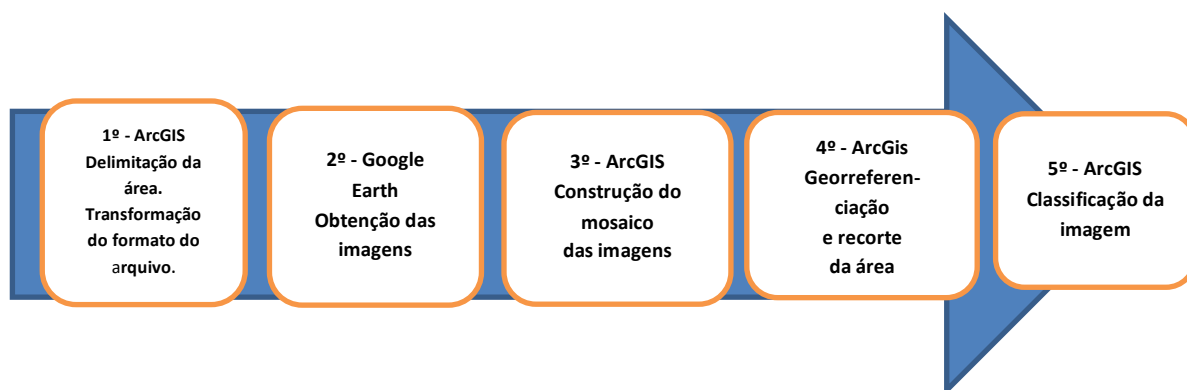 1º - ArcGIS
Delimitação da
área.
Transformação
do formato do
arquivo.
2º - Google
Earth
Obtenção das
imagens
3º - ArcGIS
Construção do
mosaico
das imagens
4º - ArcGis
Georreferen-
ciação
e recorte
da área
5º - ArcGIS
Classificação da
imagem